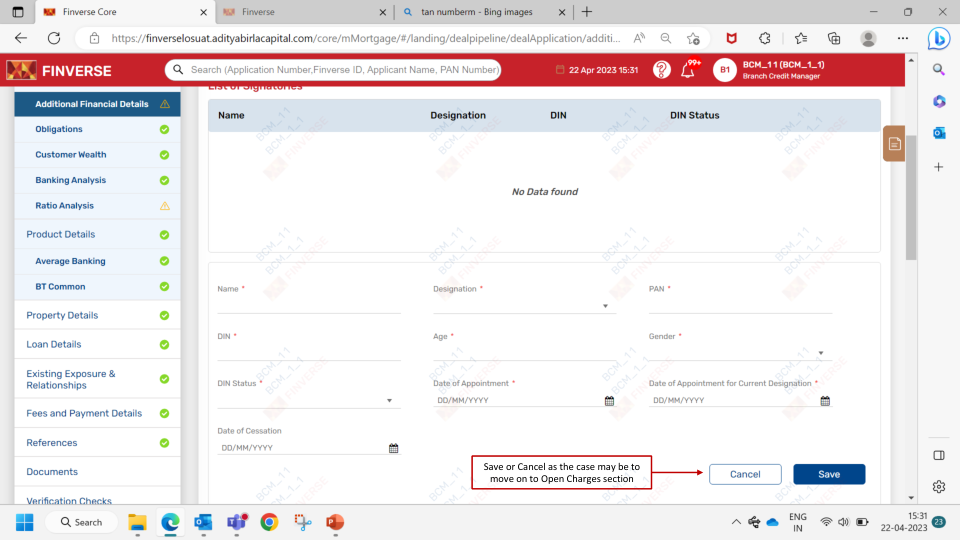 Finverse Core
Finverse
tan numberm - Bing images
https://finverselosuat.adityabirlacapital.com/core/mMortgage/#/landing/dealpipeline/dealApplication/additi...
FINVERSE
Search (Application Number,Finverse ID, Applicant Name, PAN Number)
22 Apr 2023 15:31
99+
B1
BCM_1 1 (BCM_1_1)
Branch Credit Manager
List of Signatories
Additional Financial Details
Obligations
Customer Wealth
Banking Analysis
Ratio Analysis
Product Details
Average Banking
BT Common
Property Details
Loan Details
Existing Exposure &
Relationships
Fees and Payment Details
References
Documents
Verification Checks
Name
Designation
DIN
DIN Status
No Data found
Name *
Designation *
PAN *
DIN *
Age *
Gender *
DIN Status *
Date of Appointment *
Date of Appointment for Current Designation *
DD/MM/YYYY
DD/MM/YYYY
Date of Cessation
DD/MM/YYYY
Save or Cancel as the case may be to
move on to Open Charges section
Cancel
Save
Search
ENG
IN
15:31
22-04-2023
23